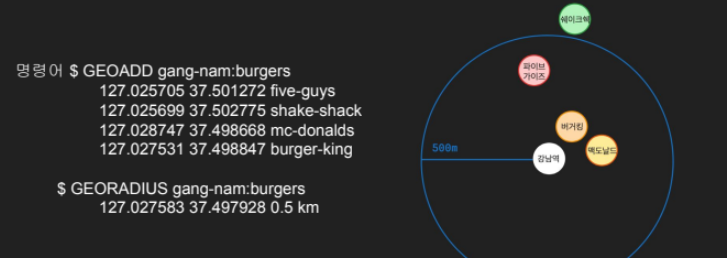 명령어 $ GEOADD gang-nam:burgers
127.025705 37.501272 five-guys
127.025699 37.502775 shake-shack
127.028747 37.498668 mc-donalds
127.027531 37.498847 burger-king
$ GEORADIUS gang-nam:burgers
127.027583 37.497928 0.5 km
쉐이크쉑
파이브
가이즈
버거킹
맥도날드
500m
강남역